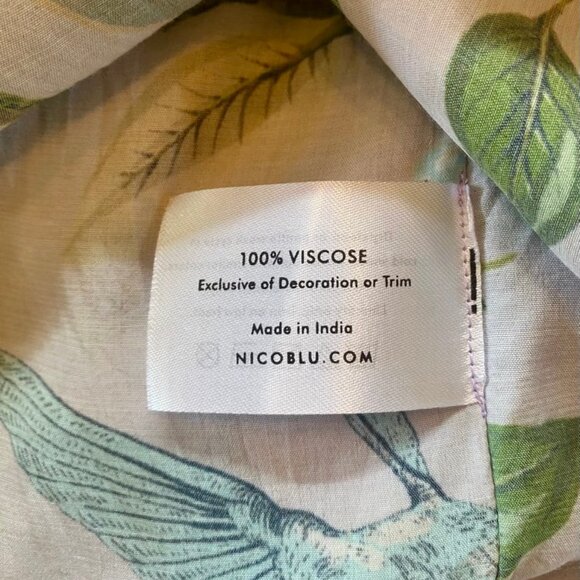 100% VISCOSE
Exclusive of Decoration or Trim
Made in India
NICOBLU.COM